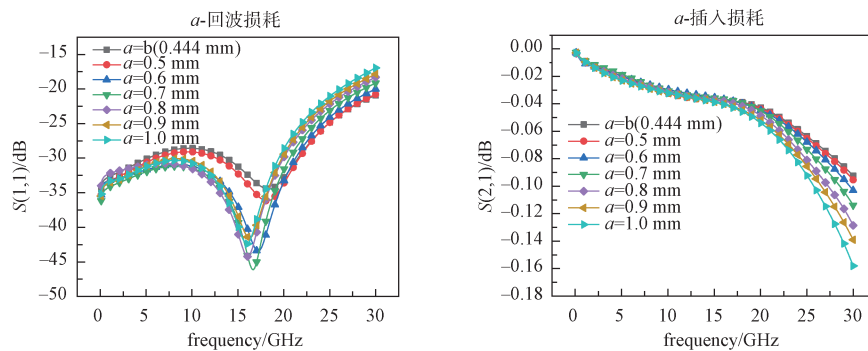 a-回波损耗
−15
−20
−25
−30
−35
−40
−45
−50
S(1,1)/dB
a=b(0.444 mm)
a=0.5 mm
a=0.6 mm
a=0.7 mm
a=0.8 mm
a=0.9 mm
a=1.0 mm
0 5 10 15 20 25 30
frequency/GHz
a-插入损耗
0.00
−0.02
−0.04
−0.06
−0.08
−0.10
−0.12
−0.14
−0.16
−0.18
S(2,1)/dB
a=b(0.444 mm)
a=0.5 mm
a=0.6 mm
a=0.7 mm
a=0.8 mm
a=0.9 mm
a=1.0 mm
0 5 10 15 20 25 30
frequency/GHz